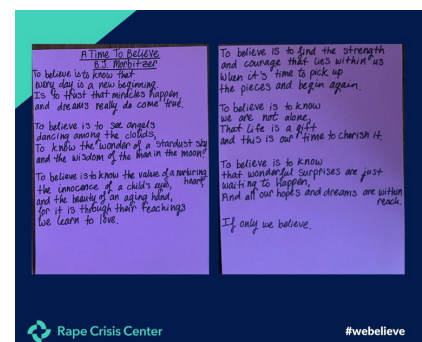 A Time To Believe
B.J. Morbitzer
To believe is to know that
every day is a new beginning.
Is to trust that miracles happen,
and dreams really do come true.
To believe is to see angels
dancing among the clouds,
To know the wonder of a stardust sky
and the wisdom of the man in the moon.
To believe is to know the value of a nurturing
heart,
the innocence of a child's eyes,
and the beauty of an aging hand,
for it is through their teachings
we learn to love.
To believe is to find the strength
and courage that lies within us
when it's time to pick up
the pieces and begin again.
To believe is to know
we are not alone,
That life is a gift
and this is our time to cherish it.
To believe is to know
that wonderful surprises are just
waiting to happen,
And all our hopes and dreams are within
reach.
If only we believe.
Rape Crisis Center
#webelieve